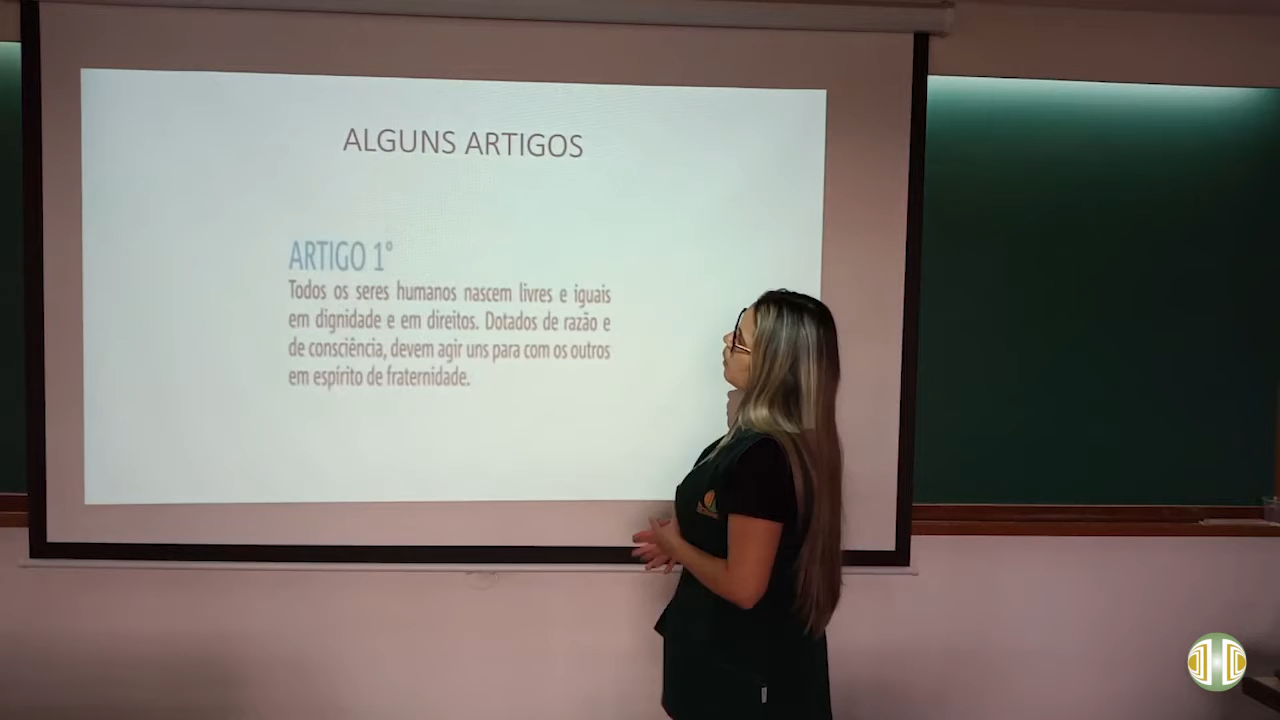 ALGUNS ARTIGOS
ARTIGO 1°
Todos os seres humanos nascem livres e iguais
em dignidade e em direitos. Dotados de razão e
de consciência, devem agir uns para com os outros
em espírito de fraternidade.